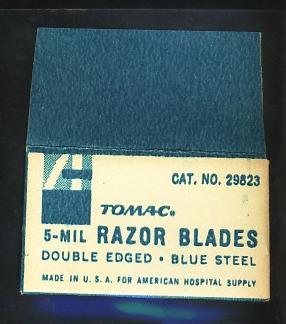 CAT. NO. 29823
TOMAC®
5-MIL RAZOR BLADES
DOUBLE EDGED • BLUE STEEL
MADE IN U. S. A. FOR AMERICAN HOSPITAL SUPPLY